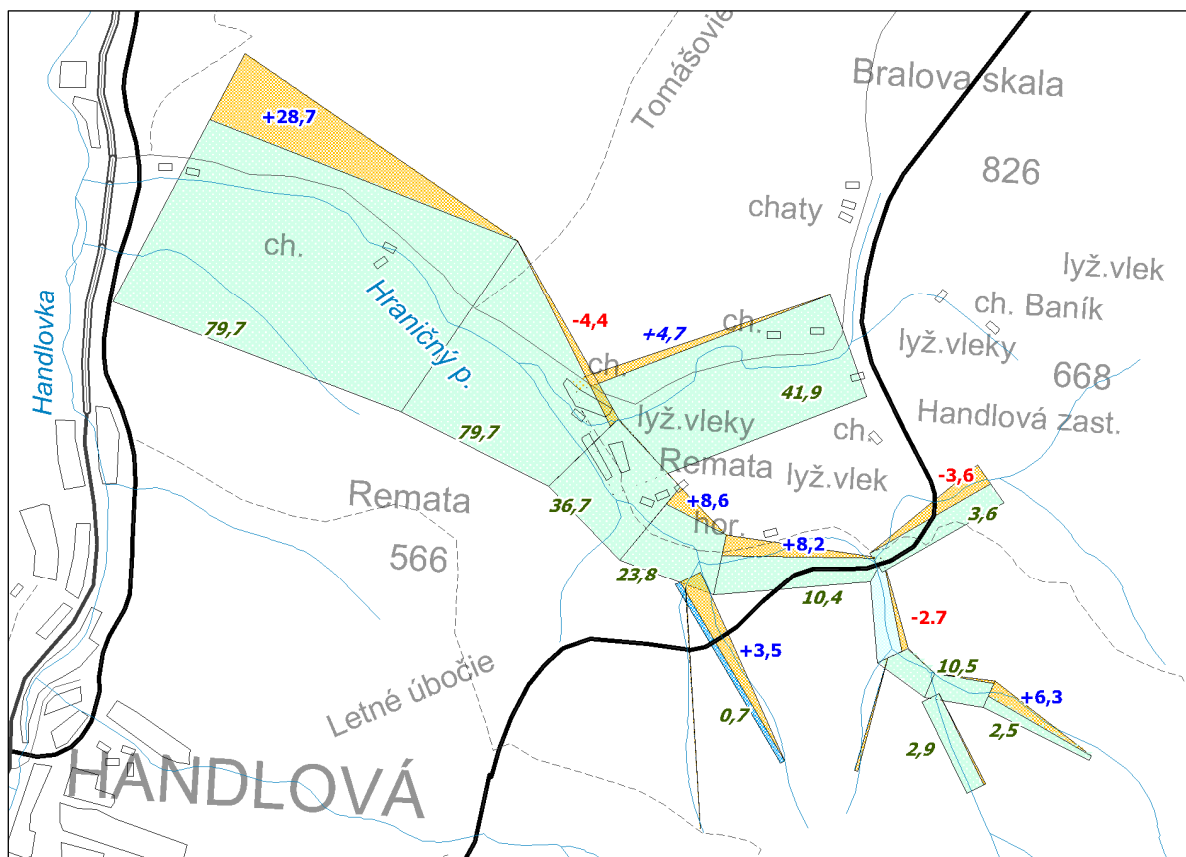 Tomášovie
Bralova skala
+28,7
826
chaty
ch.
lyž.vlek
Hraničný p.
ch. Baník
Handlovka
79,7
-4,4
+4,7
ch.
lyž.vleky
ch.
668
41,9
79,7
lyž.vleky
ch.
Handlová zast.
Remata
Remata
lyž.vlek
-3,6
36,7
+8,6
3,6
hor.
566
+8,2
23,8
10,4
-2.7
+3,5
Letné úbočie
10,5
+6,3
0,7
2,5
2,9
HANDLOVÁ